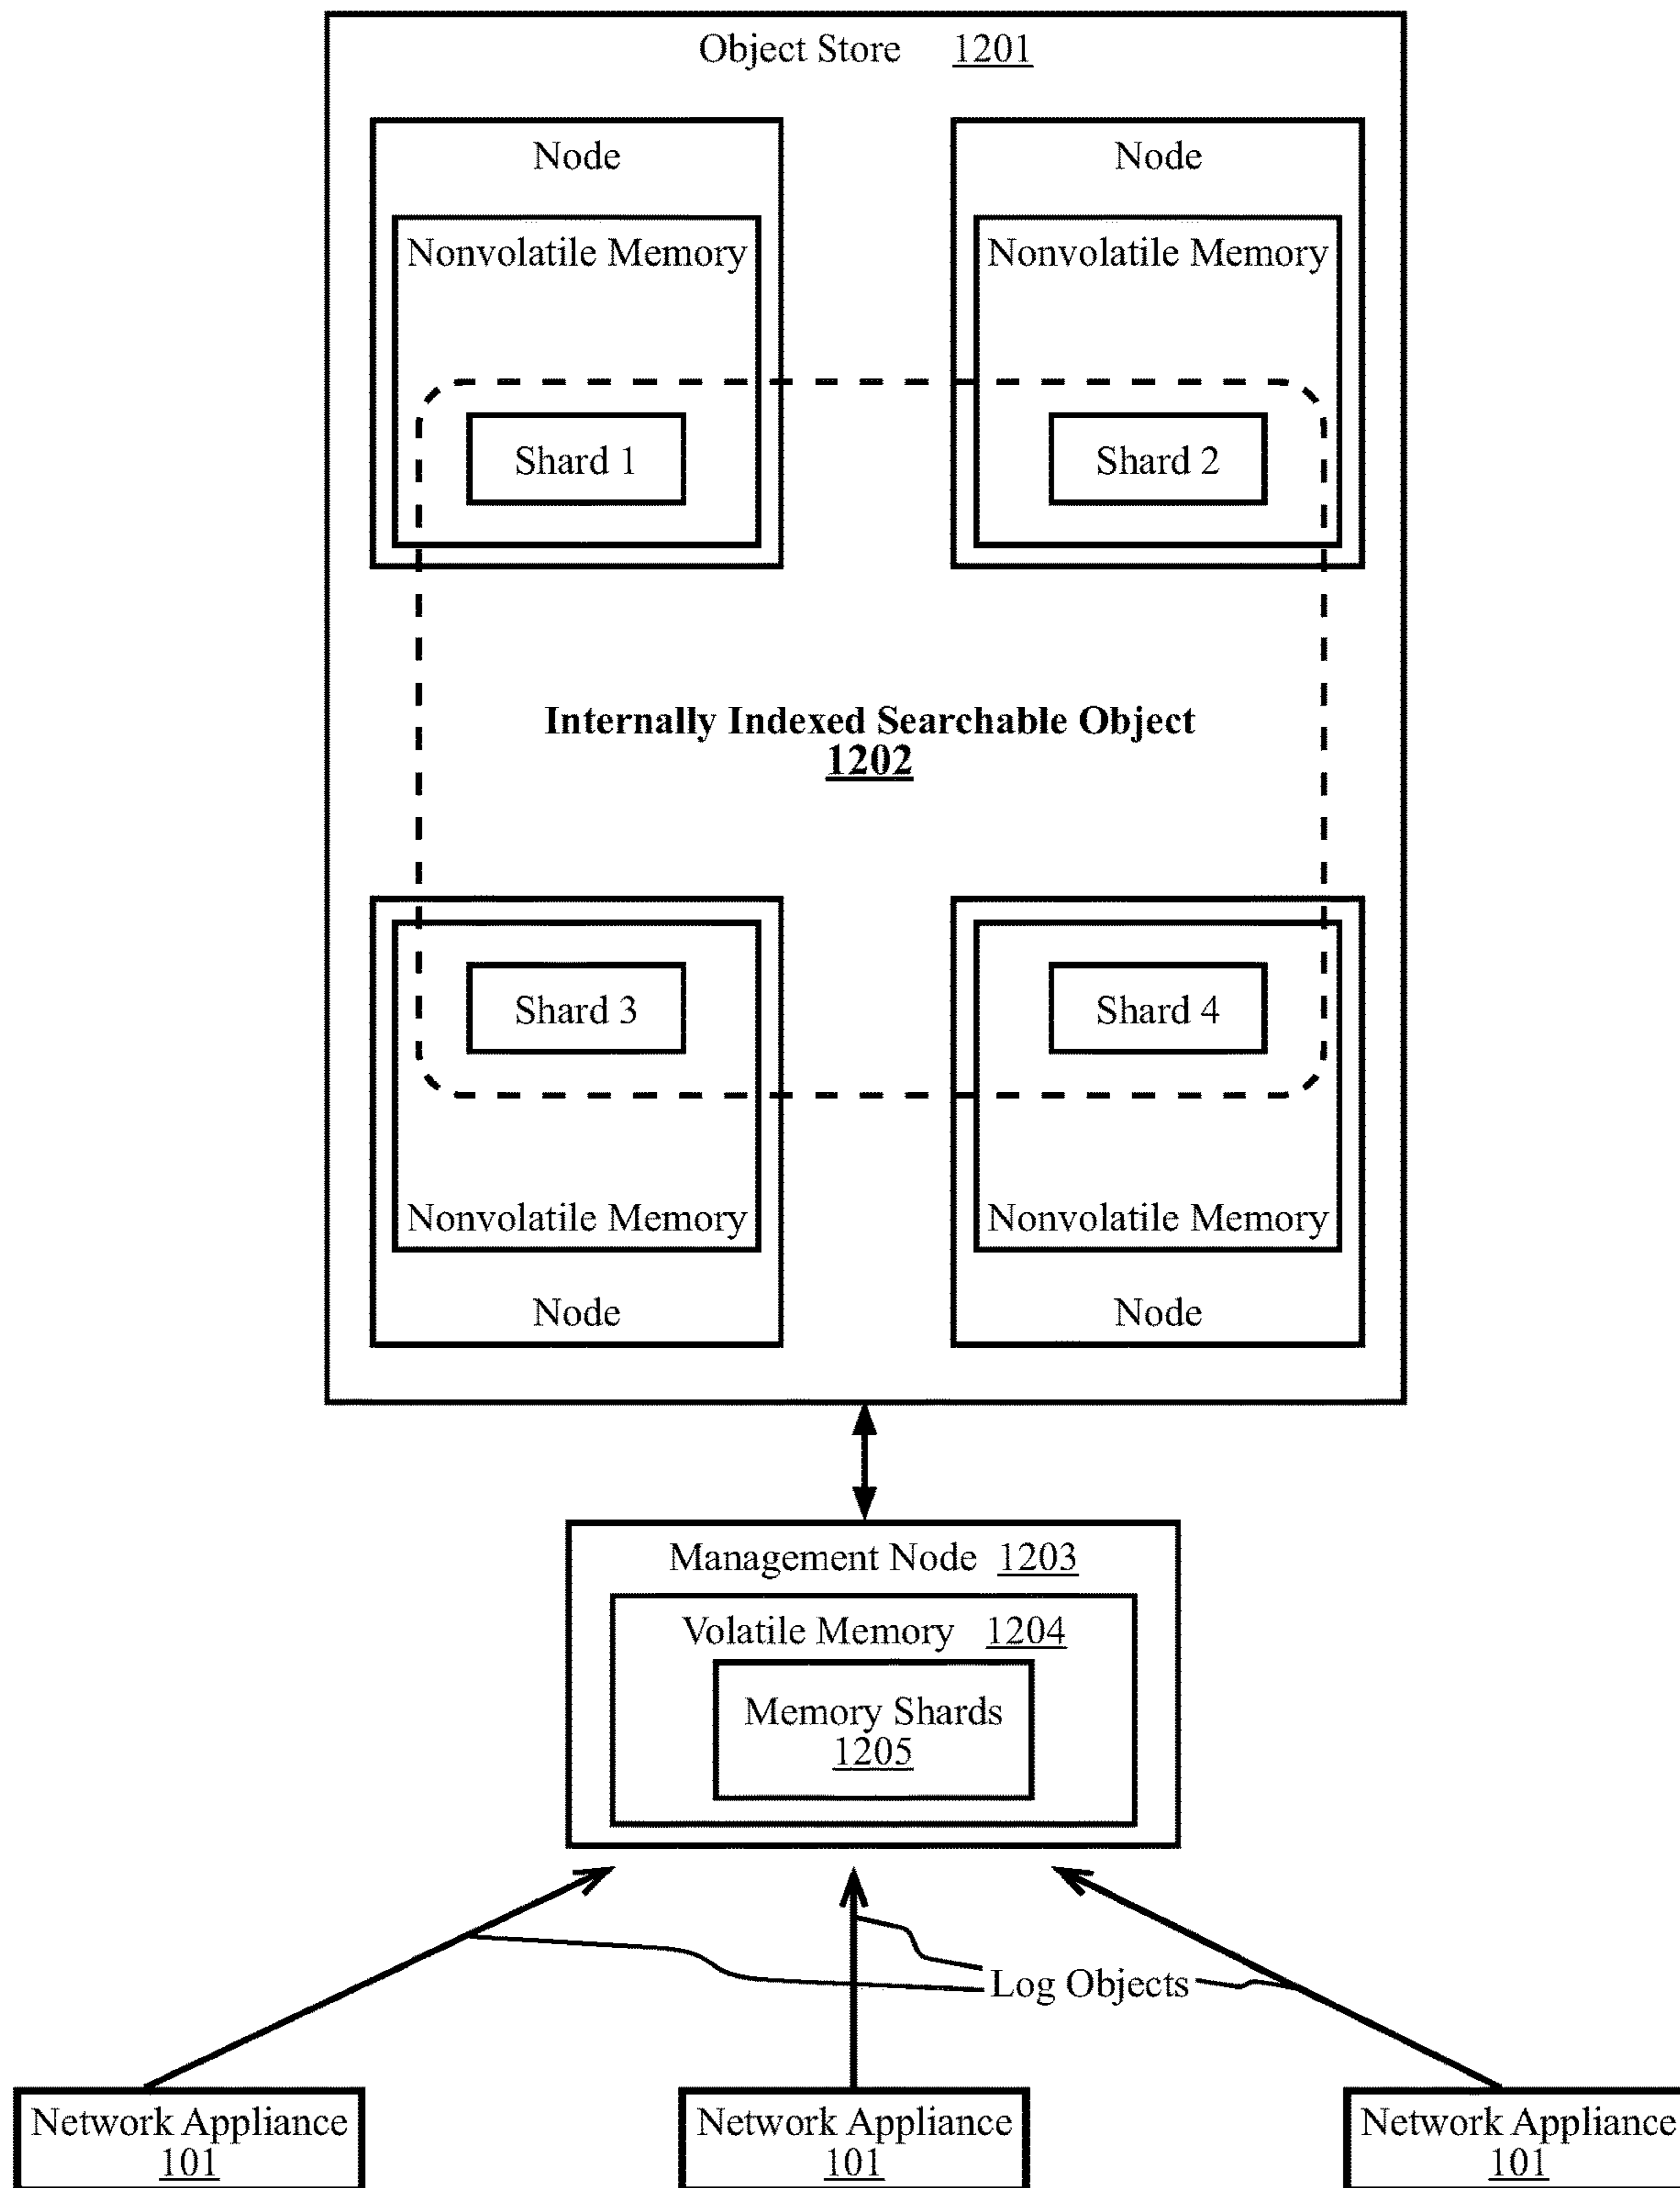 Object Store 1201
Node
Node
Nonvolatile Memory
Nonvolatile Memory
Shard 1
Shard 2
Internally Indexed Searchable Object
1202
Shard 3
Shard 4
Nonvolatile Memory
Nonvolatile Memory
Node
Node
Management Node 1203
Volatile Memory 1204
Memory Shards
1205
Log Objects
Network Appliance
101
Network Appliance
101
Network Appliance
101